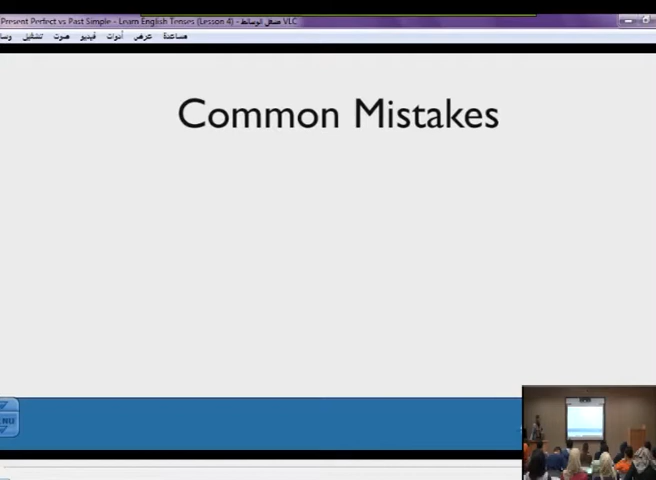 Present Perfect vs Past Simple - Learn English Tenses (Lesson 4) - مشغل الوسائط VLC
تشغيل صوت فيديو أدوات عرض مساعدة
Common Mistakes